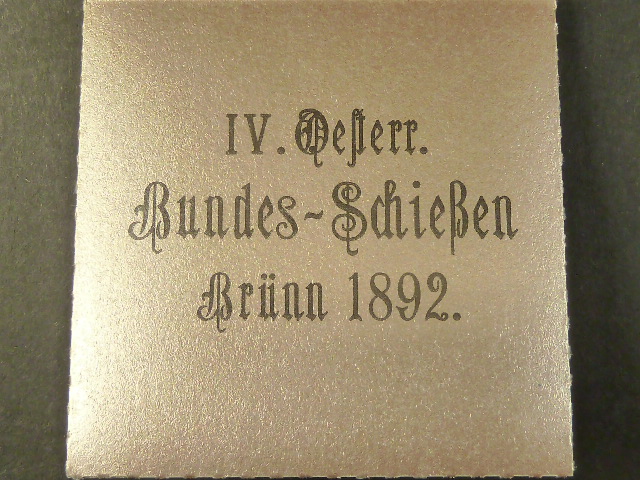 IV. Oesterr.
Bundes-Schießen
Brünn 1892.